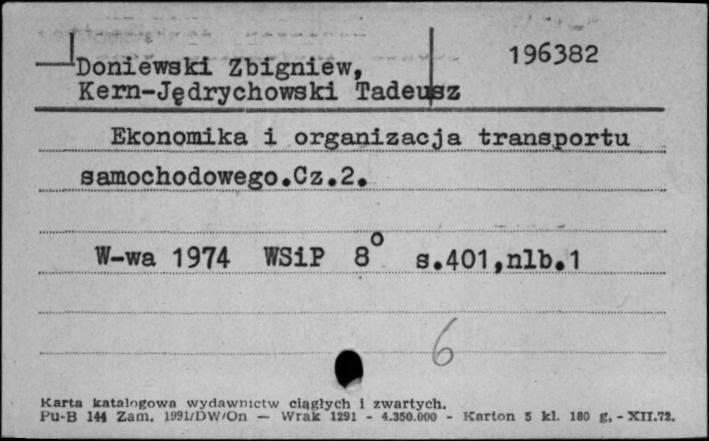 196382
Doniewski Zbigniew,
Kern-Jędrychowski Tadeusz
Ekonomika i organizacja transportu
samochodowego.Cz.2.
W-wa 1974 WSiP 8° s.401,nlb.1
6
Karta katalogowa wydawnictw ciągłych i zwartych.
Pu-B 144 Zam. 1991/DW/On — Wrak 1291 - 4.350.000 - Karton 5 kl. 180 g. - XII.72.